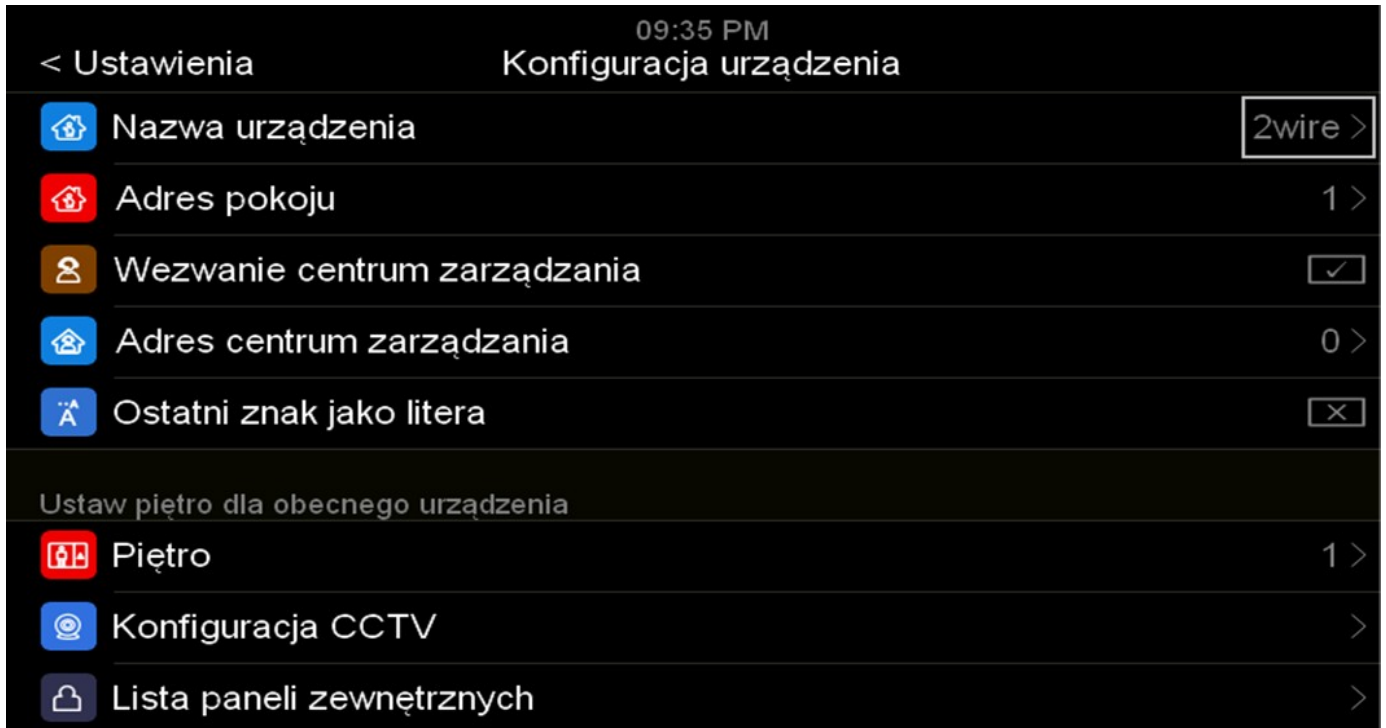 09:35 PM
< Ustawienia
Konfiguracja urządzenia
Nazwa urządzenia
2wire >
Adres pokoju
1 >
Wezwanie centrum zarządzania
Adres centrum zarządzania
0 >
Ostatni znak jako litera
Ustaw piętro dla obecnego urządzenia
Piętro
1 >
Konfiguracja CCTV
>
Lista paneli zewnętrznych
>